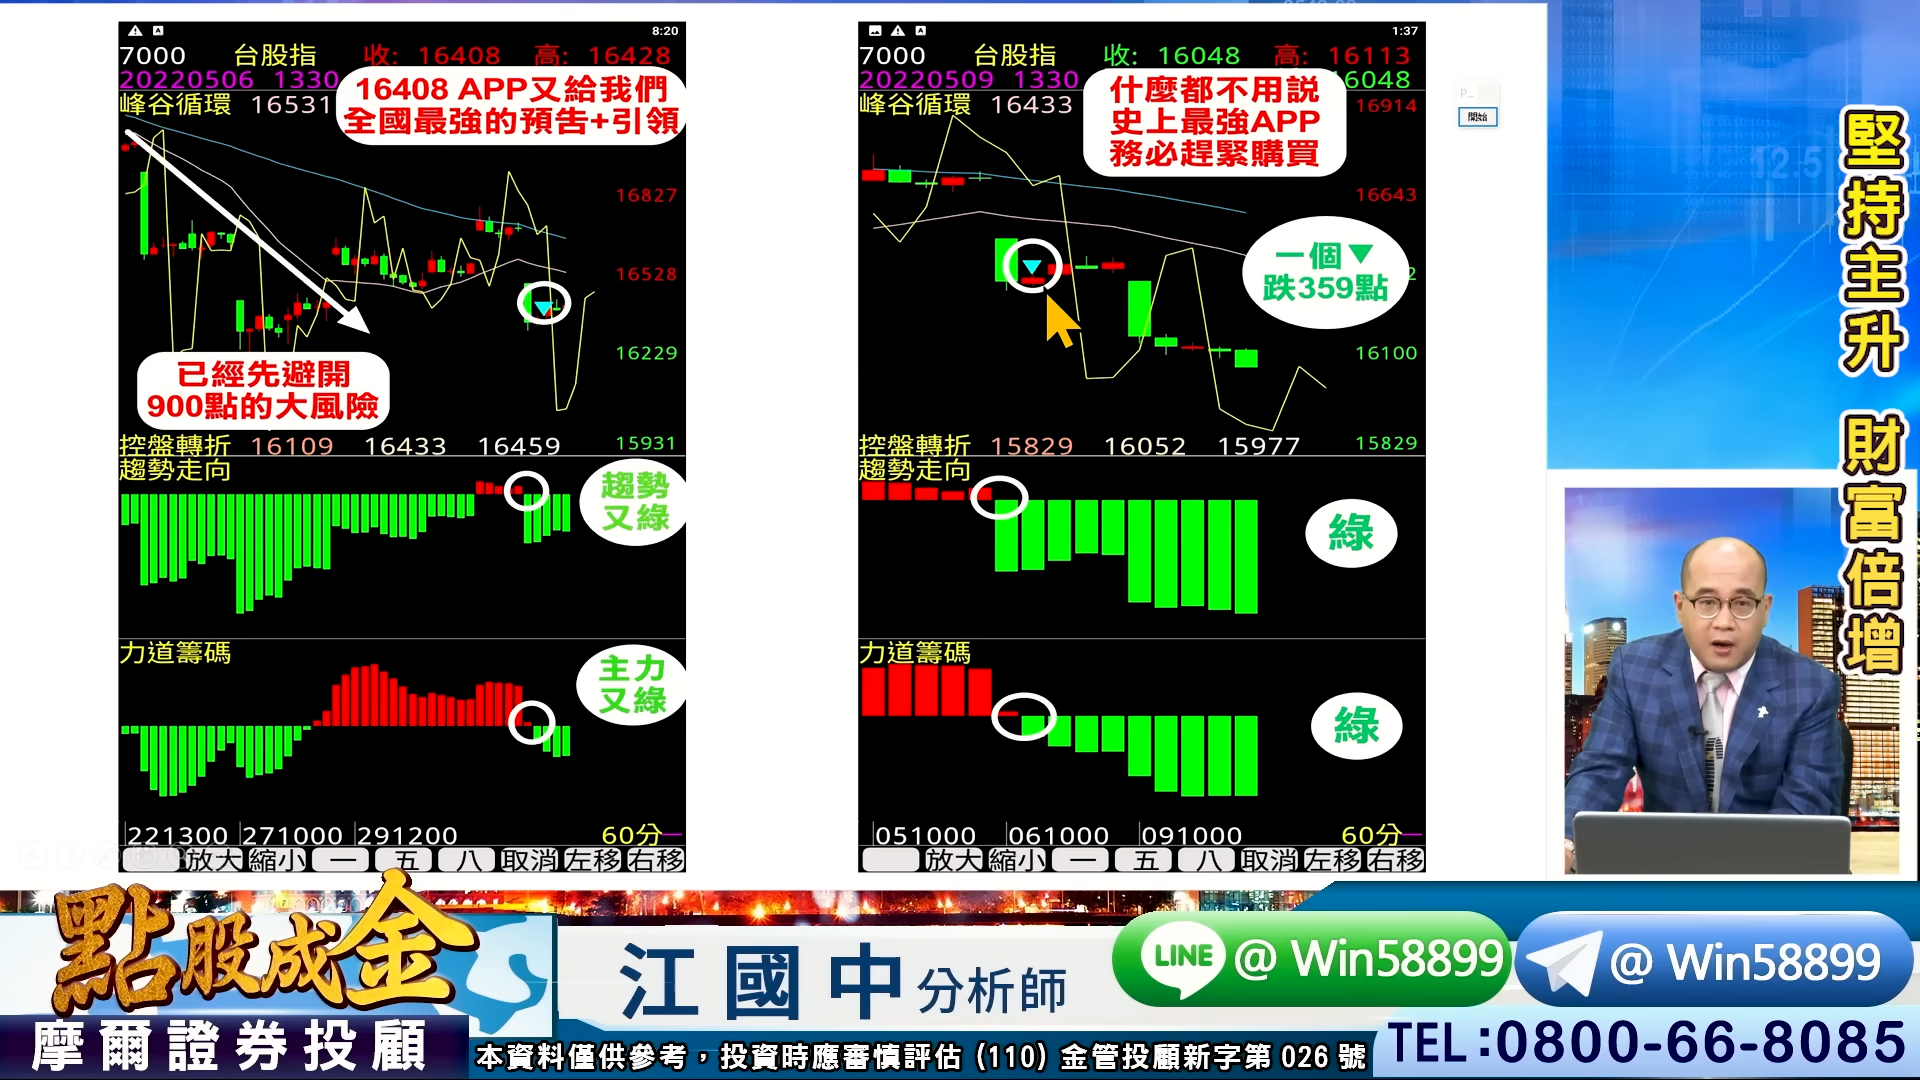 8:20
7000 台股指 收: 16408 高: 16428
20220506 1330
峰谷循環 16531
16408 APP又給我們
全國最強的預告+引領
16827
16528
16229
已經先避開
900點的大風險
控盤轉折 16109 16433 16459 15931
趨勢走向
趨勢
又綠
力道籌碼
主力
又綠
221300 271000 291200 60分
放大 縮小 一 五 八 取消 左移 右移
1:37
7000 台股指 收: 16048 高: 16113
20220509 1330 16048
峰谷循環 16433 16914
什麼都不用説
史上最強APP
務必趕緊購買
16643
一個▼
跌359點
16100
控盤轉折 15829 16052 15977 15829
趨勢走向
綠
力道籌碼
綠
051000 061000 091000 60分
放大 縮小 一 五 八 取消 左移 右移
P...
開始
堅持主升 財富倍增
點股成金
摩爾證券投顧
江國中 分析師
LINE @ Win58899
@ Win58899
本資料僅供參考，投資時應審慎評估 (110) 金管投顧新字第 026 號
TEL:0800-66-8085